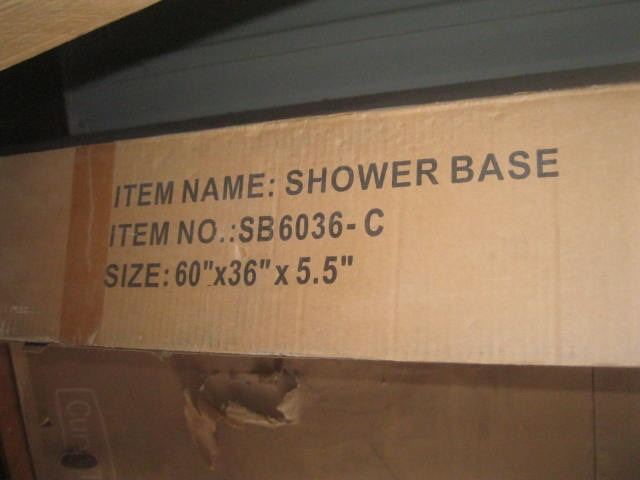 ITEM NAME: SHOWER BASE
ITEM NO.:SB6036-C
SIZE: 60"x36"x 5.5"